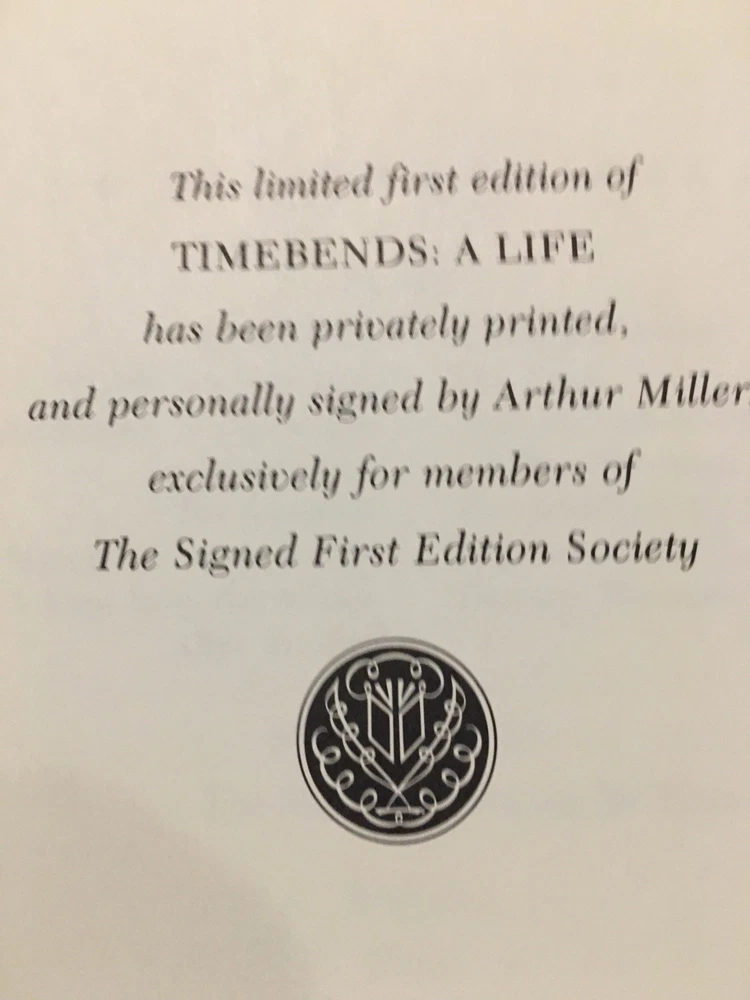 This limited first edition of
TIMEBENDS: A LIFE
has been privately printed,
and personally signed by Arthur Miller,
exclusively for members of
The Signed First Edition Society